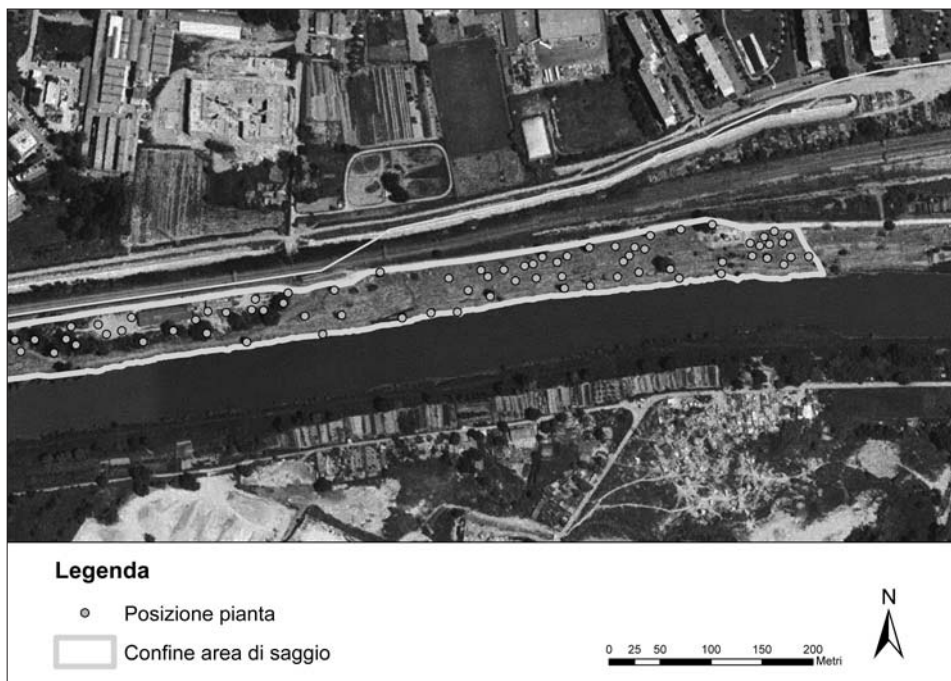 Legenda
Posizione pianta
Confine area di saggio
N
0 25 50 100 150 200
Metri